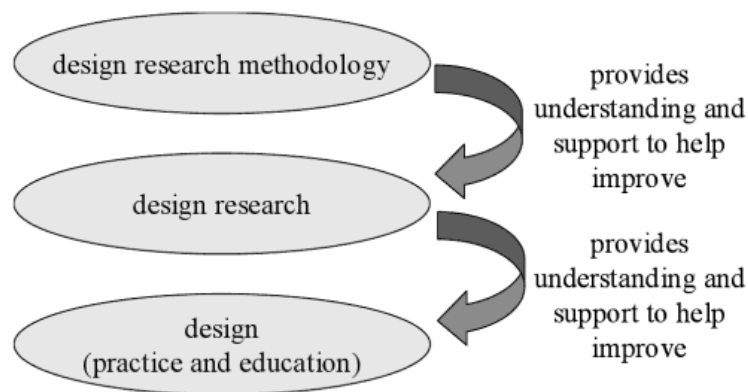 design research methodology
provides
understanding and
support to help
improve
design research
provides
understanding and
support to help
improve
design
(practice and education)